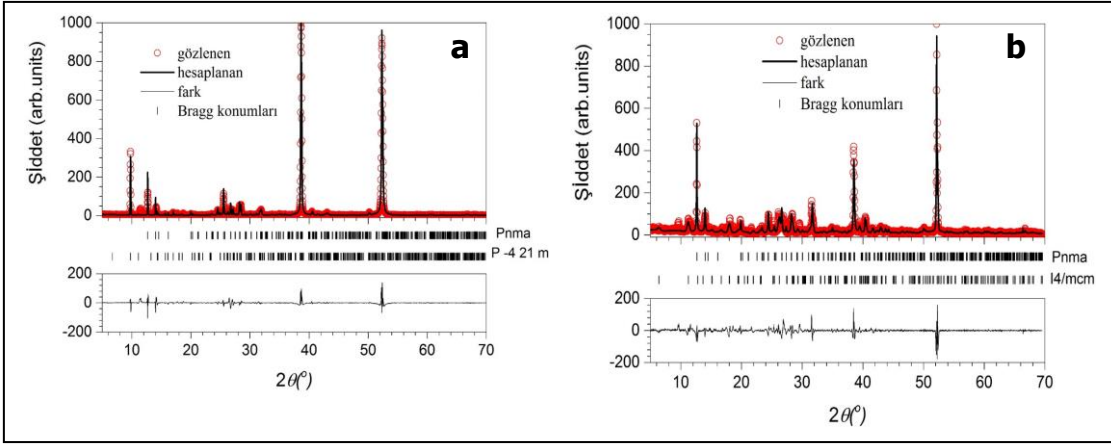 a
Şiddet (arb.units)
1000
800
600
400
200
0
gözlenen
hesaplanan
fark
Bragg konumları
Pnma
P -4 21 m
200
0
-200
10 20 30 40 50 60 70
2θ(°)
b
Şiddet (arb.units)
1000
800
600
400
200
0
gözlenen
hesaplanan
fark
Bragg konumları
Pnma
I4/mcm
200
0
-200
10 20 30 40 50 60 70
2θ(°)